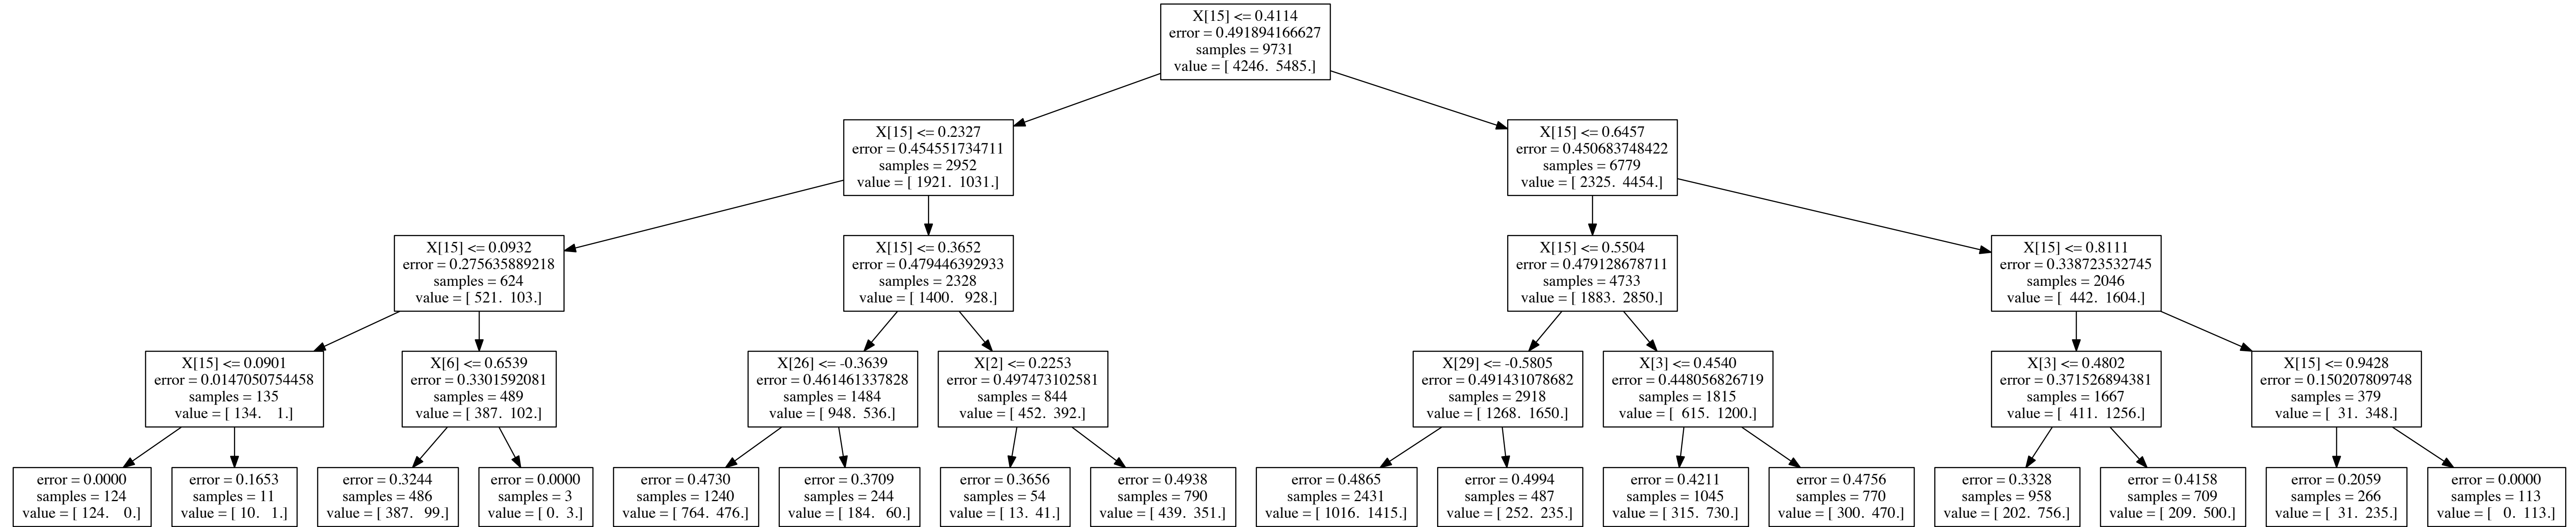 X[15] <= 0.4114
error = 0.491894166627
samples = 9731
value = [ 4246. 5485.]
X[15] <= 0.2327
error = 0.454551734711
samples = 2952
value = [ 1921. 1031.]
X[15] <= 0.6457
error = 0.450683748422
samples = 6779
value = [ 2325. 4454.]
X[15] <= 0.0932
error = 0.275635889218
samples = 624
value = [ 521. 103.]
X[15] <= 0.3652
error = 0.479446392933
samples = 2328
value = [ 1400. 928.]
X[15] <= 0.5504
error = 0.479128678711
samples = 4733
value = [ 1883. 2850.]
X[15] <= 0.8111
error = 0.338723532745
samples = 2046
value = [ 442. 1604.]
X[15] <= 0.0901
error = 0.0147050754458
samples = 135
value = [ 134. 1.]
X[6] <= 0.6539
error = 0.3301592081
samples = 489
value = [ 387. 102.]
X[26] <= -0.3639
error = 0.461461337828
samples = 1484
value = [ 948. 536.]
X[2] <= 0.2253
error = 0.497473102581
samples = 844
value = [ 452. 392.]
X[29] <= -0.5805
error = 0.491431078682
samples = 2918
value = [ 1268. 1650.]
X[3] <= 0.4540
error = 0.448056826719
samples = 1815
value = [ 615. 1200.]
X[3] <= 0.4802
error = 0.371526894381
samples = 1667
value = [ 411. 1256.]
X[15] <= 0.9428
error = 0.150207809748
samples = 379
value = [ 31. 348.]
error = 0.0000
samples = 124
value = [ 124. 0.]
error = 0.1653
samples = 11
value = [ 10. 1.]
error = 0.3244
samples = 486
value = [ 387. 99.]
error = 0.0000
samples = 3
value = [ 0. 3.]
error = 0.4730
samples = 1240
value = [ 764. 476.]
error = 0.3709
samples = 244
value = [ 184. 60.]
error = 0.3656
samples = 54
value = [ 13. 41.]
error = 0.4938
samples = 790
value = [ 439. 351.]
error = 0.4865
samples = 2431
value = [ 1016. 1415.]
error = 0.4994
samples = 487
value = [ 252. 235.]
error = 0.4211
samples = 1045
value = [ 315. 730.]
error = 0.4756
samples = 770
value = [ 300. 470.]
error = 0.3328
samples = 958
value = [ 202. 756.]
error = 0.4158
samples = 709
value = [ 209. 500.]
error = 0.2059
samples = 266
value = [ 31. 235.]
error = 0.0000
samples = 113
value = [ 0. 113.]